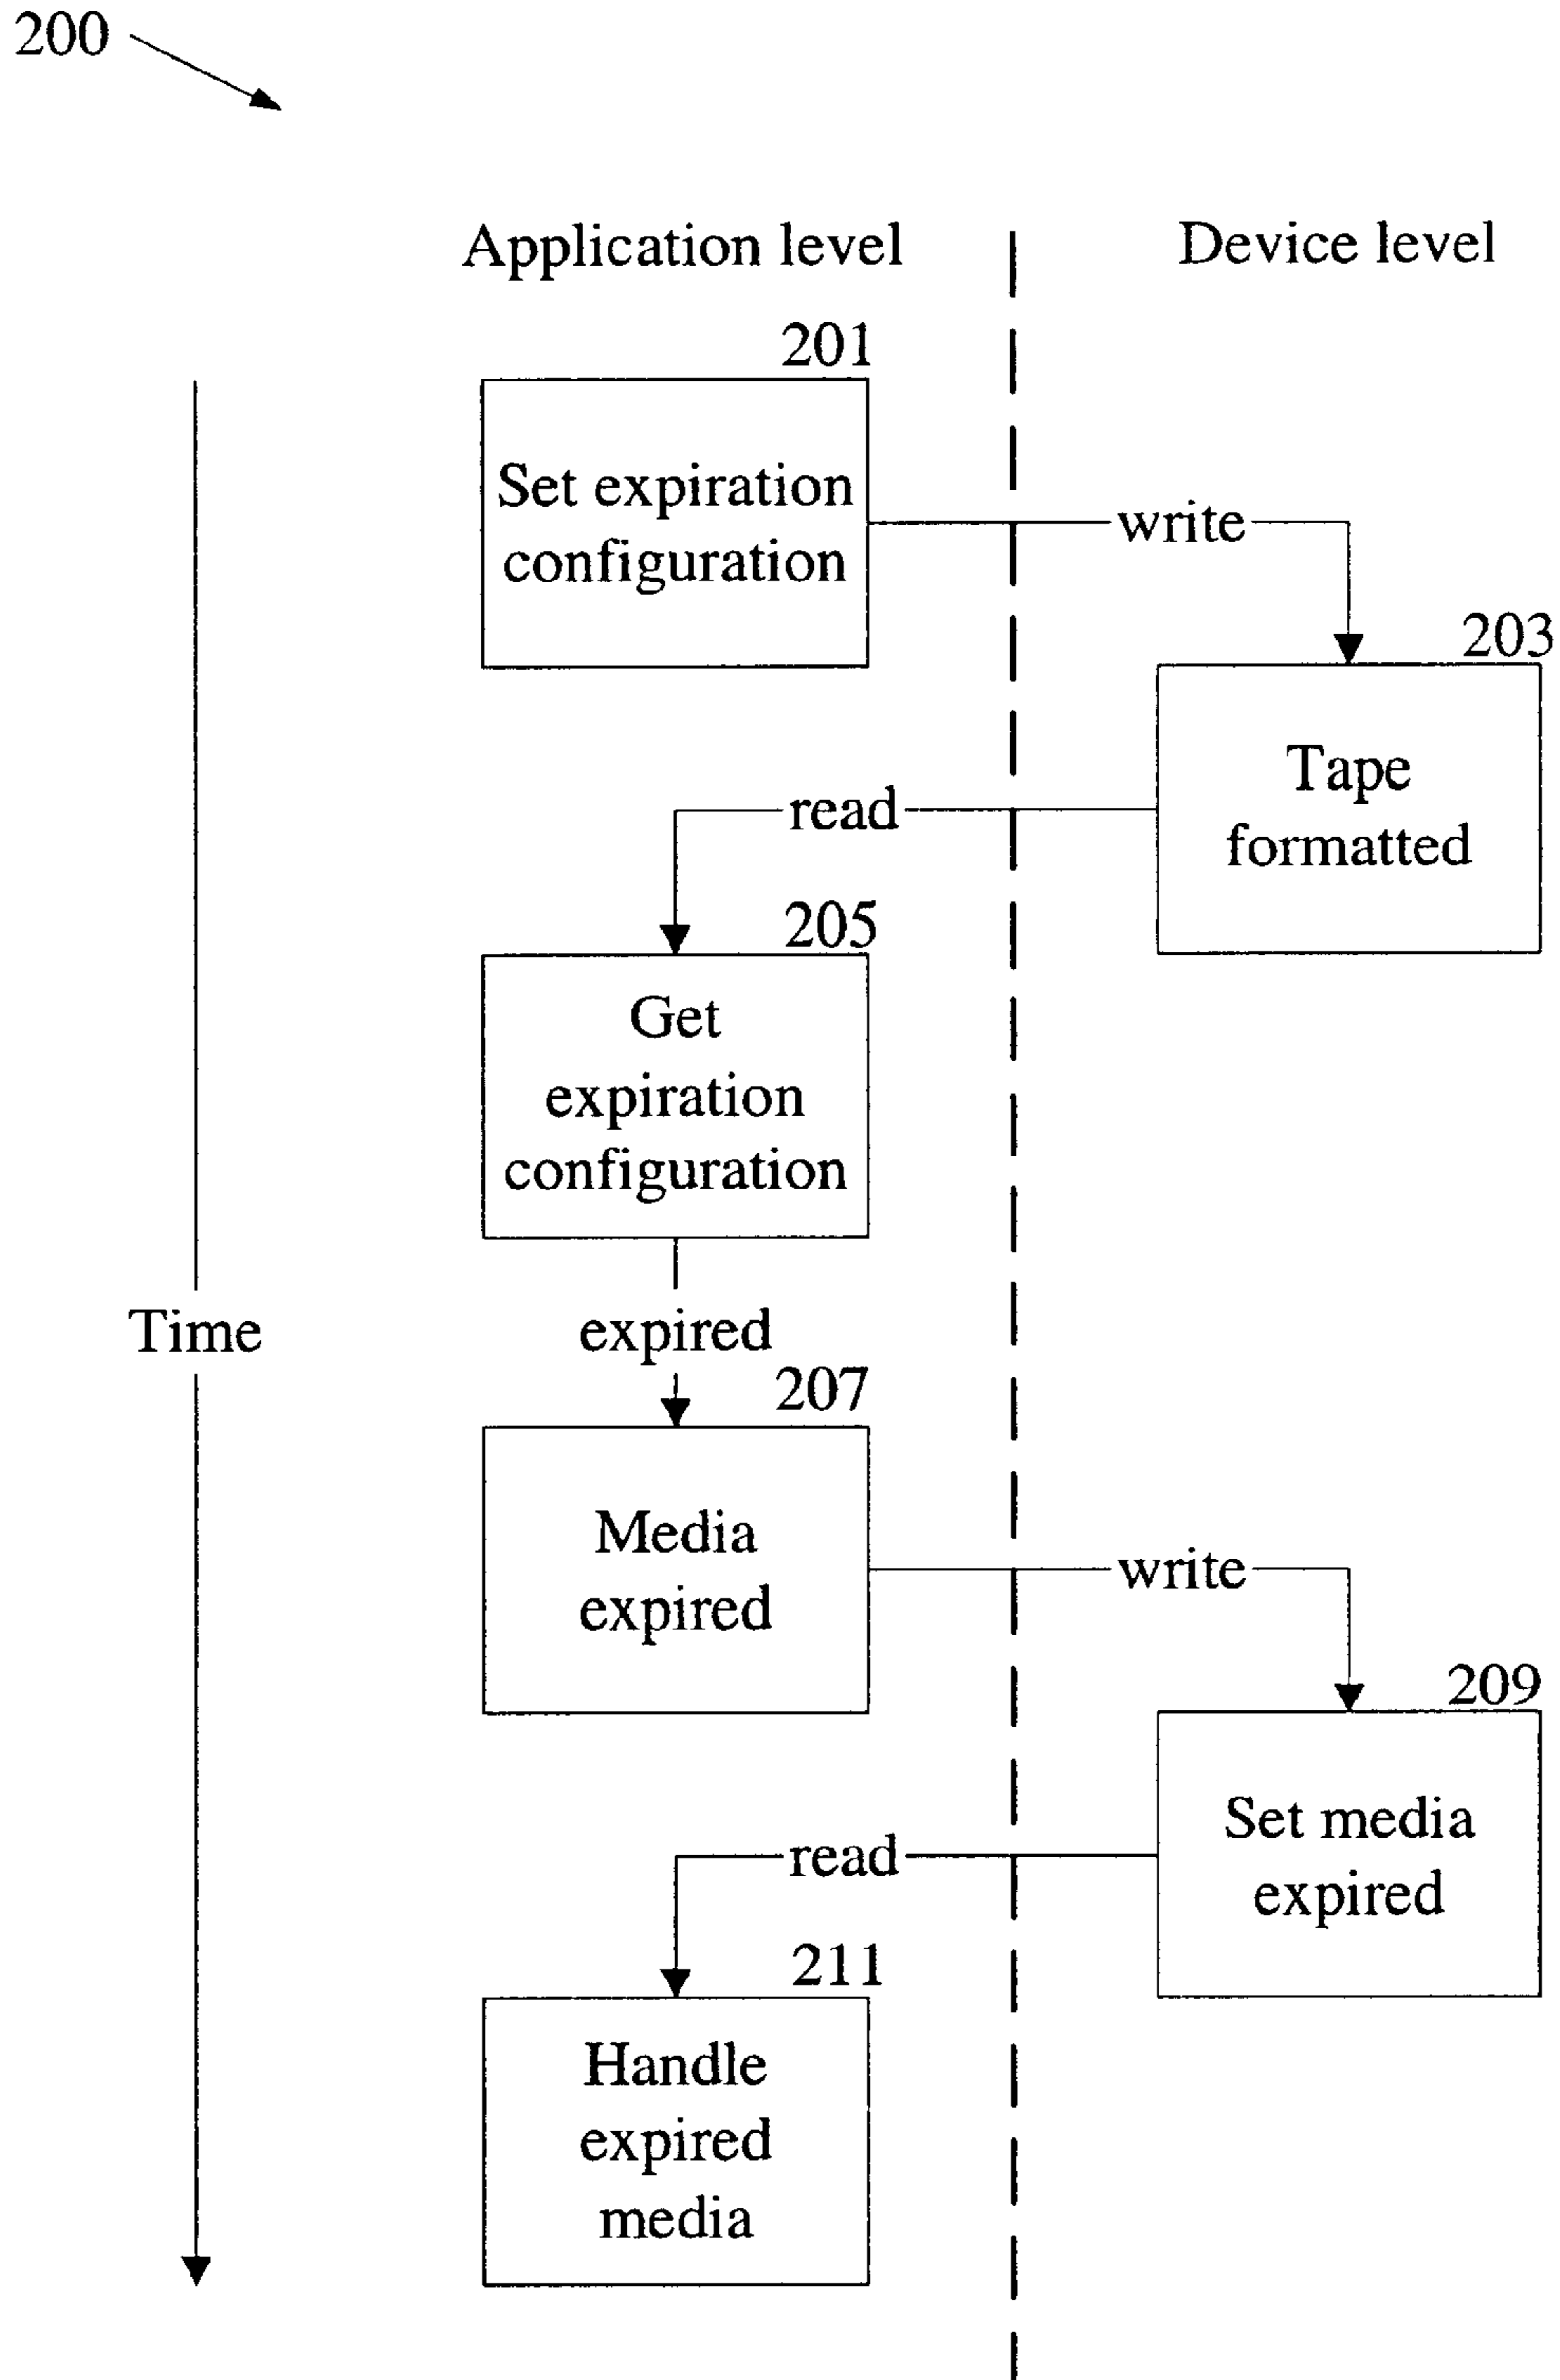 200
Application level
Device level
201
Set expiration
configuration
write
203
Tape
formatted
read
205
Get
expiration
configuration
Time
expired
207
Media
expired
write
209
Set media
expired
read
211
Handle
expired
media